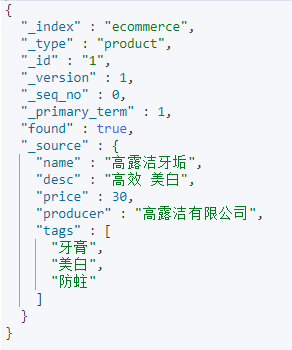 {
  "_index" : "ecommerce",
  "_type" : "product",
  "_id" : "1",
  "_version" : 1,
  "_seq_no" : 0,
  "_primary_term" : 1,
  "found" : true,
  "_source" : {
    "name" : "高露洁牙垢",
    "desc" : "高效 美白",
    "price" : 30,
    "producer" : "高露洁有限公司",
    "tags" : [
      "牙膏",
      "美白",
      "防蛀"
    ]
  }
}